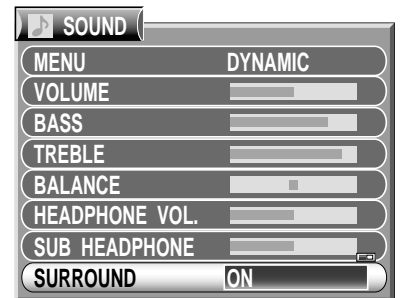 SOUND
MENU DYNAMIC
VOLUME
BASS
TREBLE
BALANCE
HEADPHONE VOL.
SUB HEADPHONE
SURROUND ON